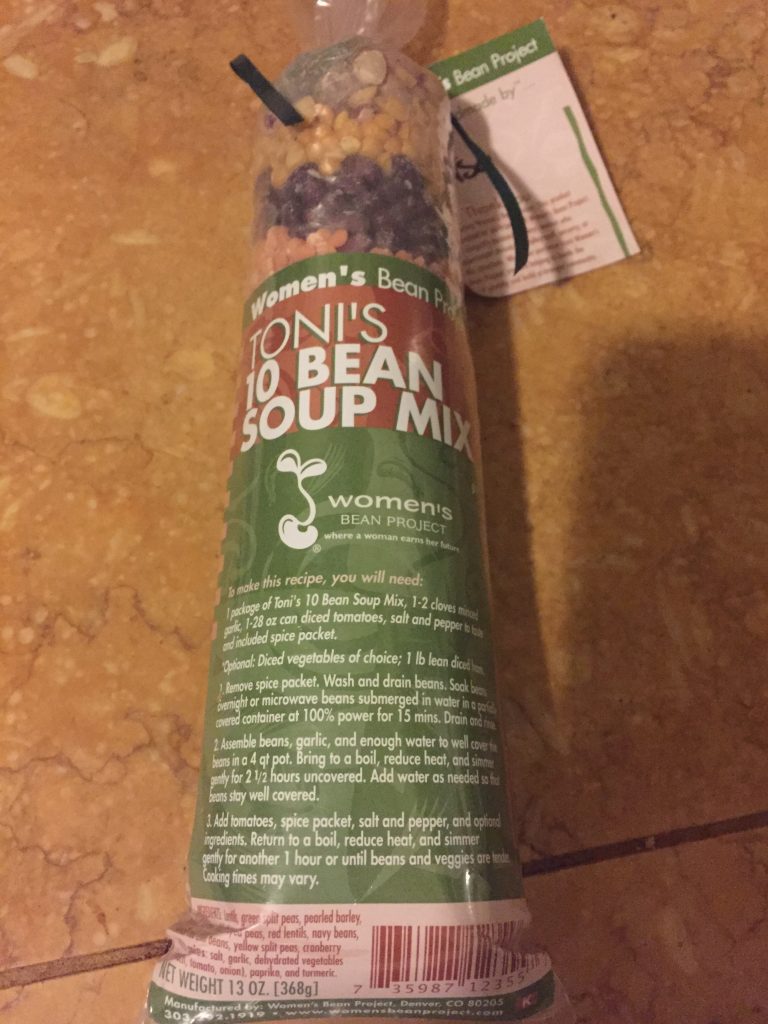 Bean Project
made by
Women's Bean
TONI'S
10 BEAN
SOUP MIX
women's
BEAN PROJECT
where a woman earns her future
®
To make this recipe, you will need:
1 package of Toni's 10 Bean Soup Mix, 1-2 cloves minced
garlic, 1-28 oz can diced tomatoes, salt and pepper to taste
and included spice packet.
*Optional: Diced vegetables of choice; 1 lb lean diced ham.
1. Remove spice packet. Wash and drain beans. Soak beans
overnight or microwave beans submerged in water in a partially
covered container at 100% power for 15 mins. Drain and rinse.
2. Assemble beans, garlic, and enough water to well cover the
beans in a 4 qt pot. Bring to a boil, reduce heat, and simmer
gently for 2 1/2 hours uncovered. Add water as needed so that
beans stay well covered.
3. Add tomatoes, spice packet, salt and pepper, and optional
ingredients. Return to a boil, reduce heat, and simmer
gently for another 1 hour or until beans and veggies are tender.
Cooking times may vary.
green split peas, pearled barley,
peas, red lentils, navy beans,
beans, yellow split peas, cranberry
salt, garlic, dehydrated vegetables
tomato, onion), paprika, and turmeric.
NET WEIGHT 13 OZ. [368g]
7 35987 12355
Manufactured by: Women's Bean Project, Denver, CO 80205
K
www.womensbeanproject.com